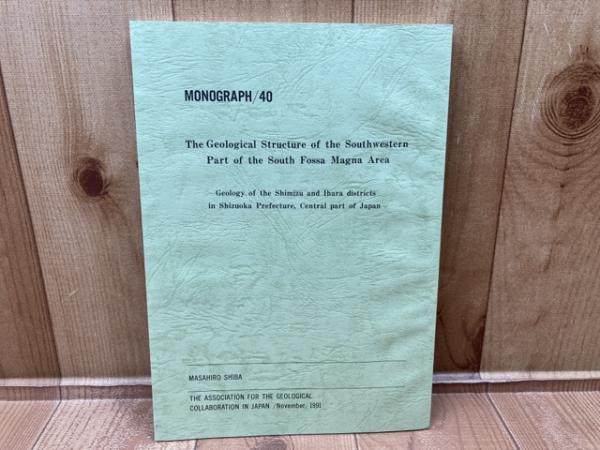 MONOGRAPH/40
The Geological Structure of the Southwestern
Part of the South Fossa Magna Area
—Geology of the Shimizu and Ihara districts
in Shizuoka Prefecture, Central part of Japan—
MASAHIRO SHIBA
THE ASSOCIATION FOR THE GEOLOGICAL
COLLABORATION IN JAPAN /November, 1991